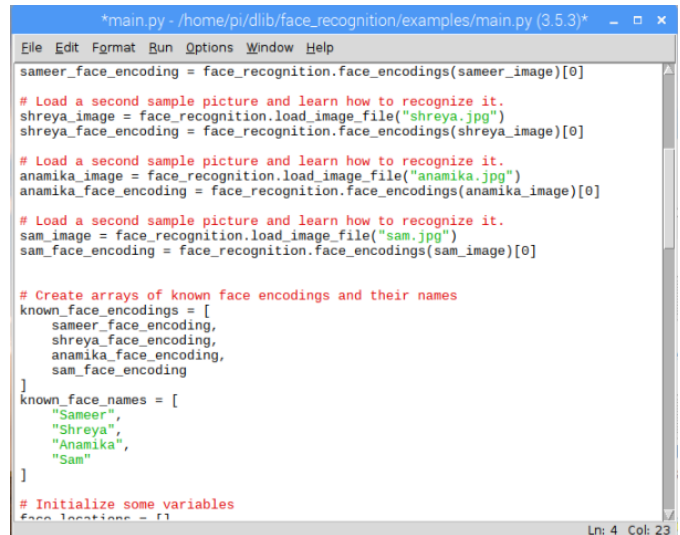 *main.py - /home/pi/dlib/face_recognition/examples/main.py (3.5.3)*
File Edit Format Run Options Window Help
sameer_face_encoding = face_recognition.face_encodings(sameer_image)[0]

# Load a second sample picture and learn how to recognize it.
shreya_image = face_recognition.load_image_file("shreya.jpg")
shreya_face_encoding = face_recognition.face_encodings(shreya_image)[0]

# Load a second sample picture and learn how to recognize it.
anamika_image = face_recognition.load_image_file("anamika.jpg")
anamika_face_encoding = face_recognition.face_encodings(anamika_image)[0]

# Load a second sample picture and learn how to recognize it.
sam_image = face_recognition.load_image_file("sam.jpg")
sam_face_encoding = face_recognition.face_encodings(sam_image)[0]


# Create arrays of known face encodings and their names
known_face_encodings = [
    sameer_face_encoding,
    shreya_face_encoding,
    anamika_face_encoding,
    sam_face_encoding
]
known_face_names = [
    "Sameer",
    "Shreya",
    "Anamika",
    "Sam"
]

# Initialize some variables
face_locations = []
Ln: 4 Col: 23